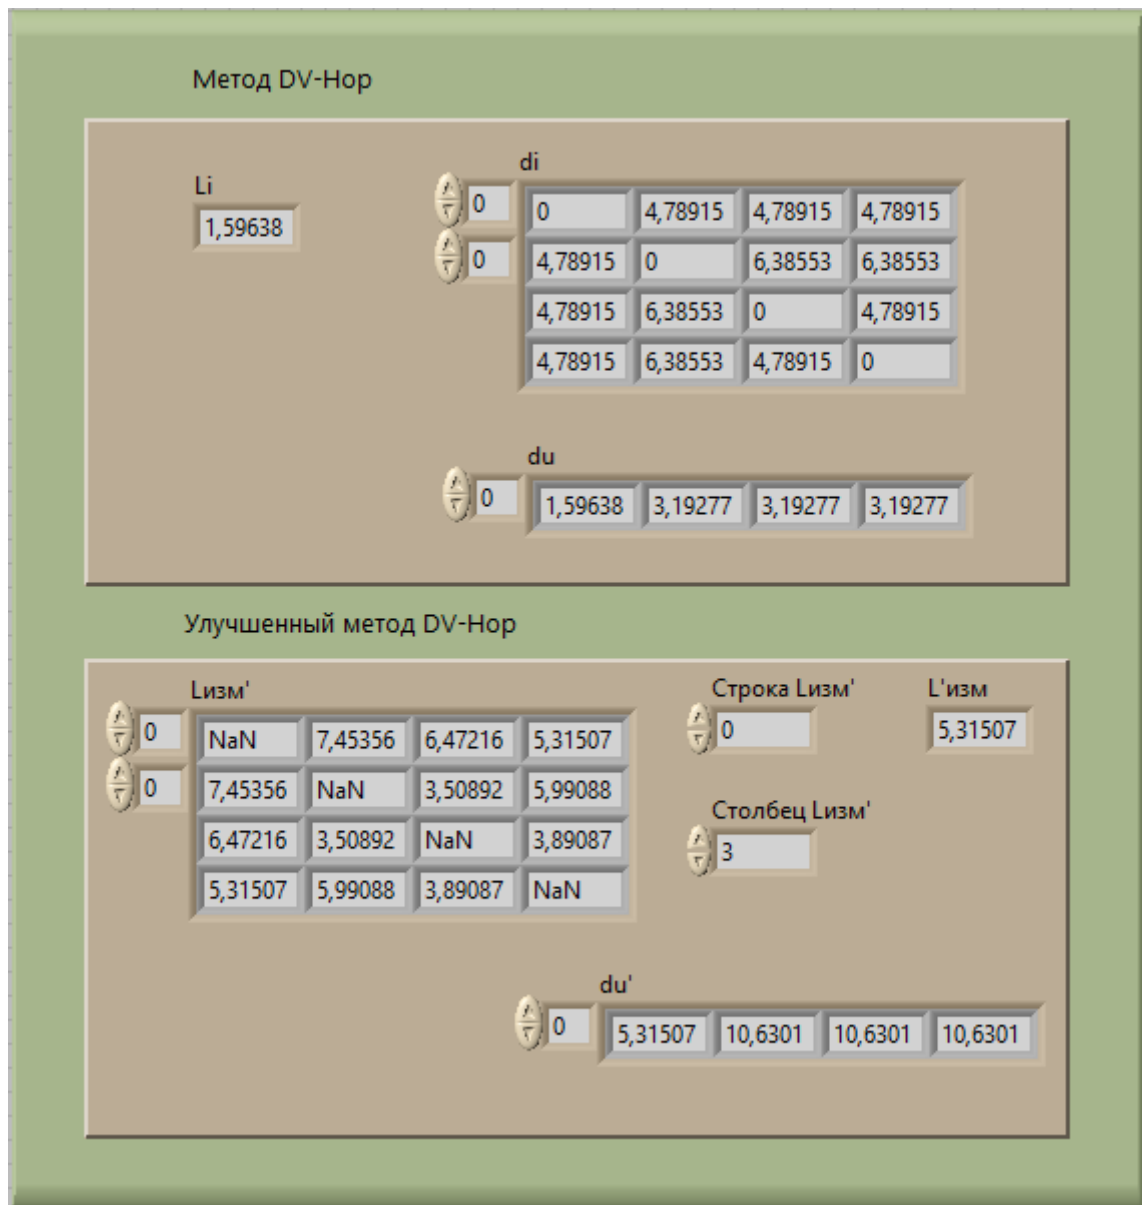 Метод DV-Hop
Li
1,59638
di
0 0 4,78915 4,78915 4,78915
0 4,78915 0 6,38553 6,38553
4,78915 6,38553 0 4,78915
4,78915 6,38553 4,78915 0
du
0 1,59638 3,19277 3,19277 3,19277
Улучшенный метод DV-Hop
Lизм'
0 NaN 7,45356 6,47216 5,31507
0 7,45356 NaN 3,50892 5,99088
6,47216 3,50892 NaN 3,89087
5,31507 5,99088 3,89087 NaN
Строка Lизм'
0
L'изм
5,31507
Столбец Lизм'
3
du'
0 5,31507 10,6301 10,6301 10,6301